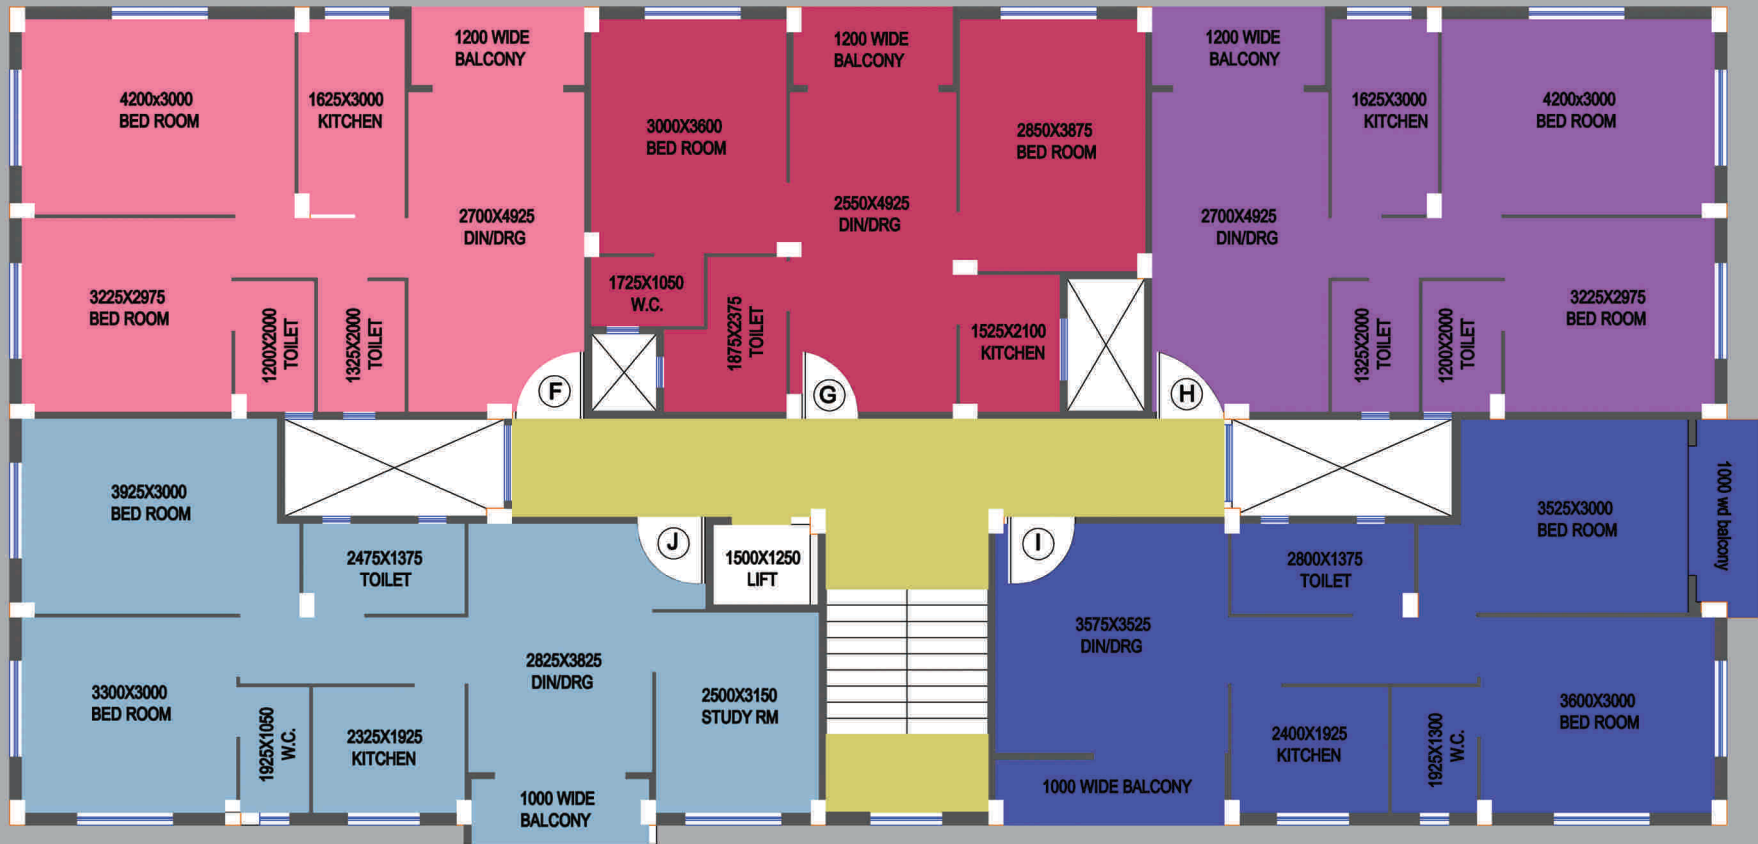 4200x3000
BED ROOM
1625X3000
KITCHEN
1200 WIDE
BALCONY
2700X4925
DIN/DRG
3225X2975
BED ROOM
1200X2000
TOILET
1325X2000
TOILET
F
3000X3600
BED ROOM
1200 WIDE
BALCONY
2850X3875
BED ROOM
2550X4925
DIN/DRG
1725X1050
W.C.
1875X2375
TOILET
1525X2100
KITCHEN
G
1200 WIDE
BALCONY
1625X3000
KITCHEN
4200x3000
BED ROOM
2700X4925
DIN/DRG
1325X2000
TOILET
1200X2000
TOILET
3225X2975
BED ROOM
H
3925X3000
BED ROOM
2475X1375
TOILET
J
1500X1250
LIFT
3300X3000
BED ROOM
1925X1050
W.C.
2325X1925
KITCHEN
2825X3825
DIN/DRG
2500X3150
STUDY RM
1000 WIDE
BALCONY
I
2800X1375
TOILET
3525X3000
BED ROOM
1000 wd balcony
3575X3525
DIN/DRG
1000 WIDE BALCONY
2400X1925
KITCHEN
1925X1300
W.C.
3600X3000
BED ROOM